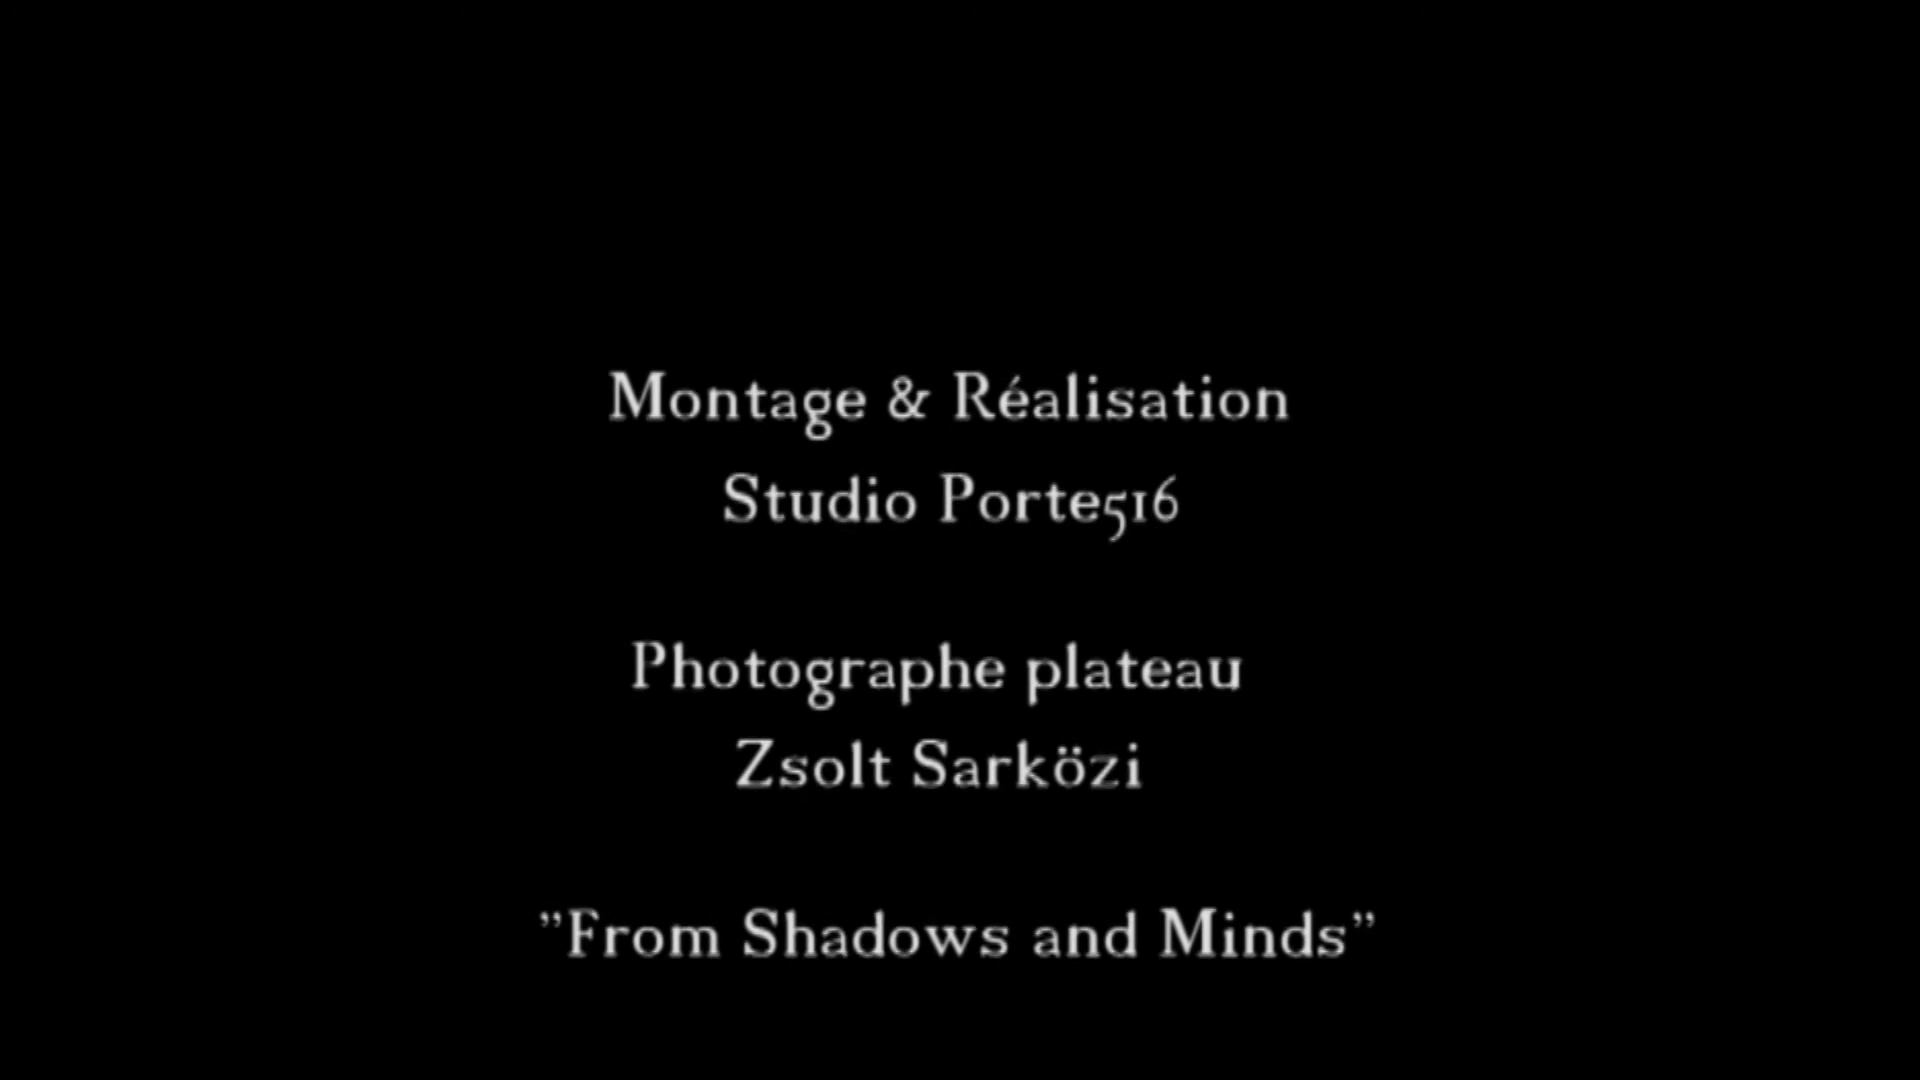 Montage & Réalisation
Studio Porte516
Photographe plateau
Zsolt Sarközi
”From Shadows and Minds”